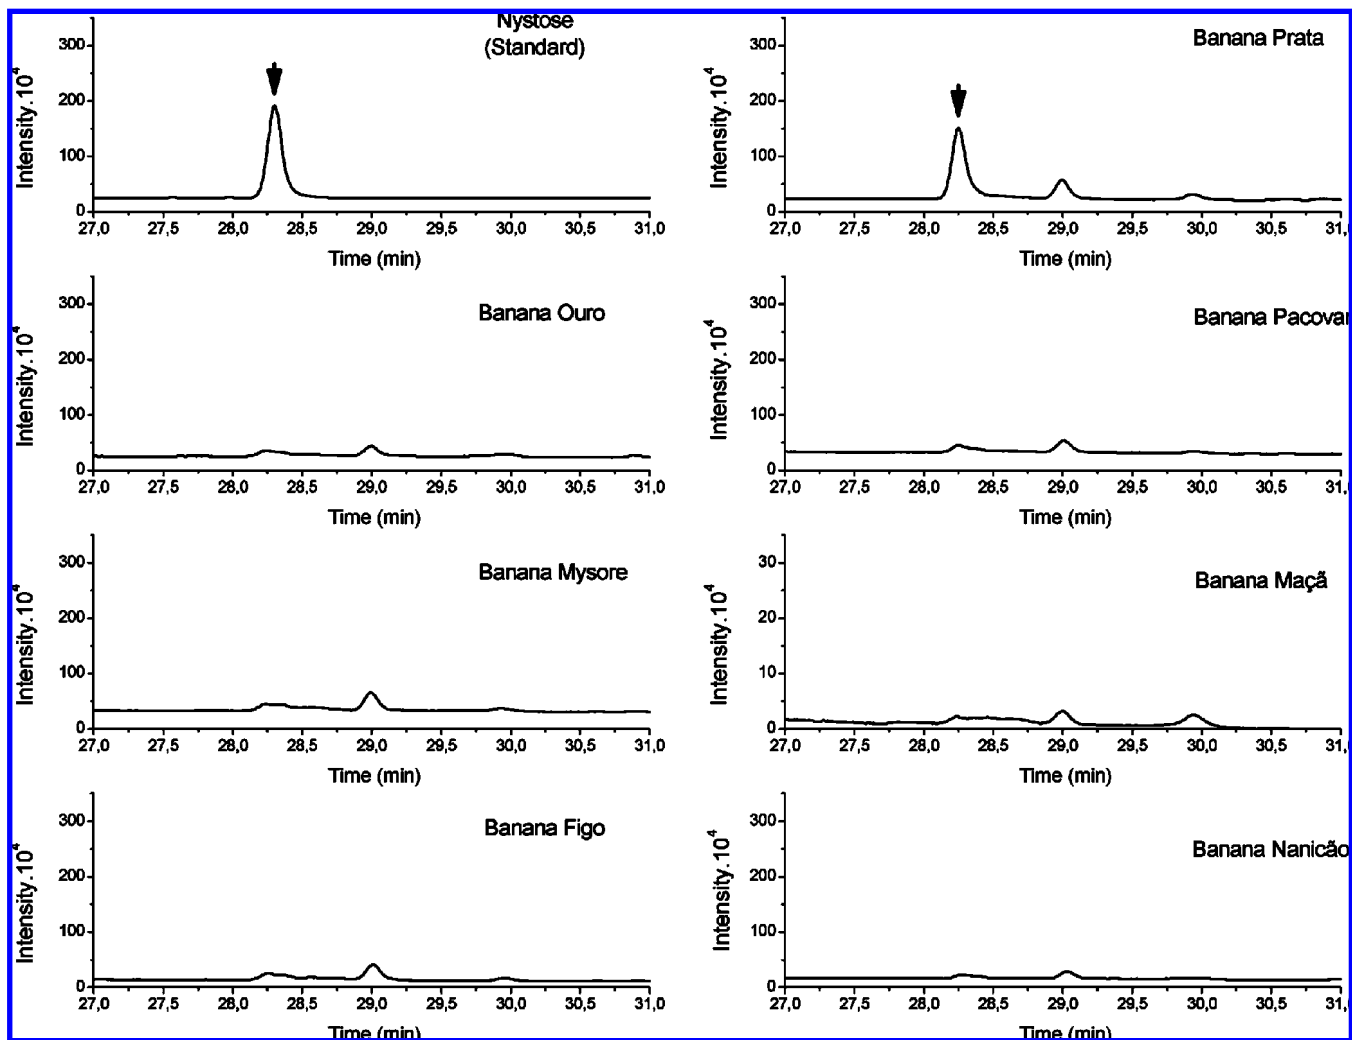 Nystose
(Standard)
Intensity.10⁴
300
200
100
0
27,0 27,5 28,0 28,5 29,0 29,5 30,0 30,5 31,0
Time (min)
Banana Prata
Intensity.10⁴
300
200
100
0
27,0 27,5 28,0 28,5 29,0 29,5 30,0 30,5 31,0
Time (min)
Banana Ouro
Intensity.10⁴
300
200
100
0
27,0 27,5 28,0 28,5 29,0 29,5 30,0 30,5 31,0
Time (min)
Banana Pacovan
Intensity.10⁴
300
200
100
0
27,0 27,5 28,0 28,5 29,0 29,5 30,0 30,5 31,0
Time (min)
Banana Mysore
Intensity.10⁴
300
200
100
0
27,0 27,5 28,0 28,5 29,0 29,5 30,0 30,5 31,0
Time (min)
Banana Maçã
Intensity.10⁴
30
20
10
0
27,0 27,5 28,0 28,5 29,0 29,5 30,0 30,5 31,0
Time (min)
Banana Figo
Intensity.10⁴
300
200
100
0
27,0 27,5 28,0 28,5 29,0 29,5 30,0 30,5 31,0
Time (min)
Banana Nanicão
Intensity.10⁴
300
200
100
0
27,0 27,5 28,0 28,5 29,0 29,5 30,0 30,5 31,0
Time (min)